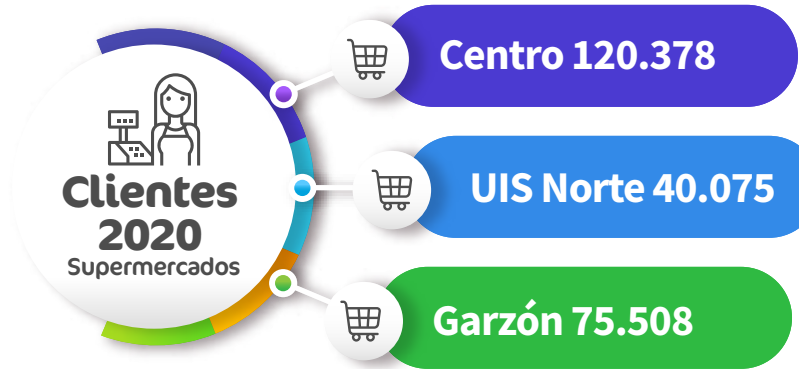 Clientes
2020
Supermercados
Centro 120.378
UIS Norte 40.075
Garzón 75.508